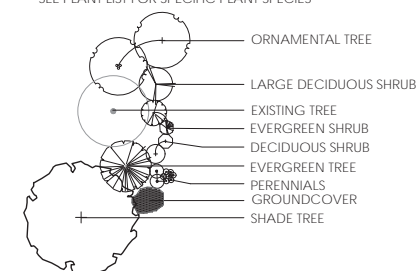 SEE PLANT LIST FOR SPECIFIC PLANT SPECIES
ORNAMENTAL TREE
LARGE DECIDUOUS SHRUB
EXISTING TREE
EVERGREEN SHRUB
DECIDUOUS SHRUB
EVERGREEN TREE
PERENNIALS
GROUNDCOVER
SHADE TREE